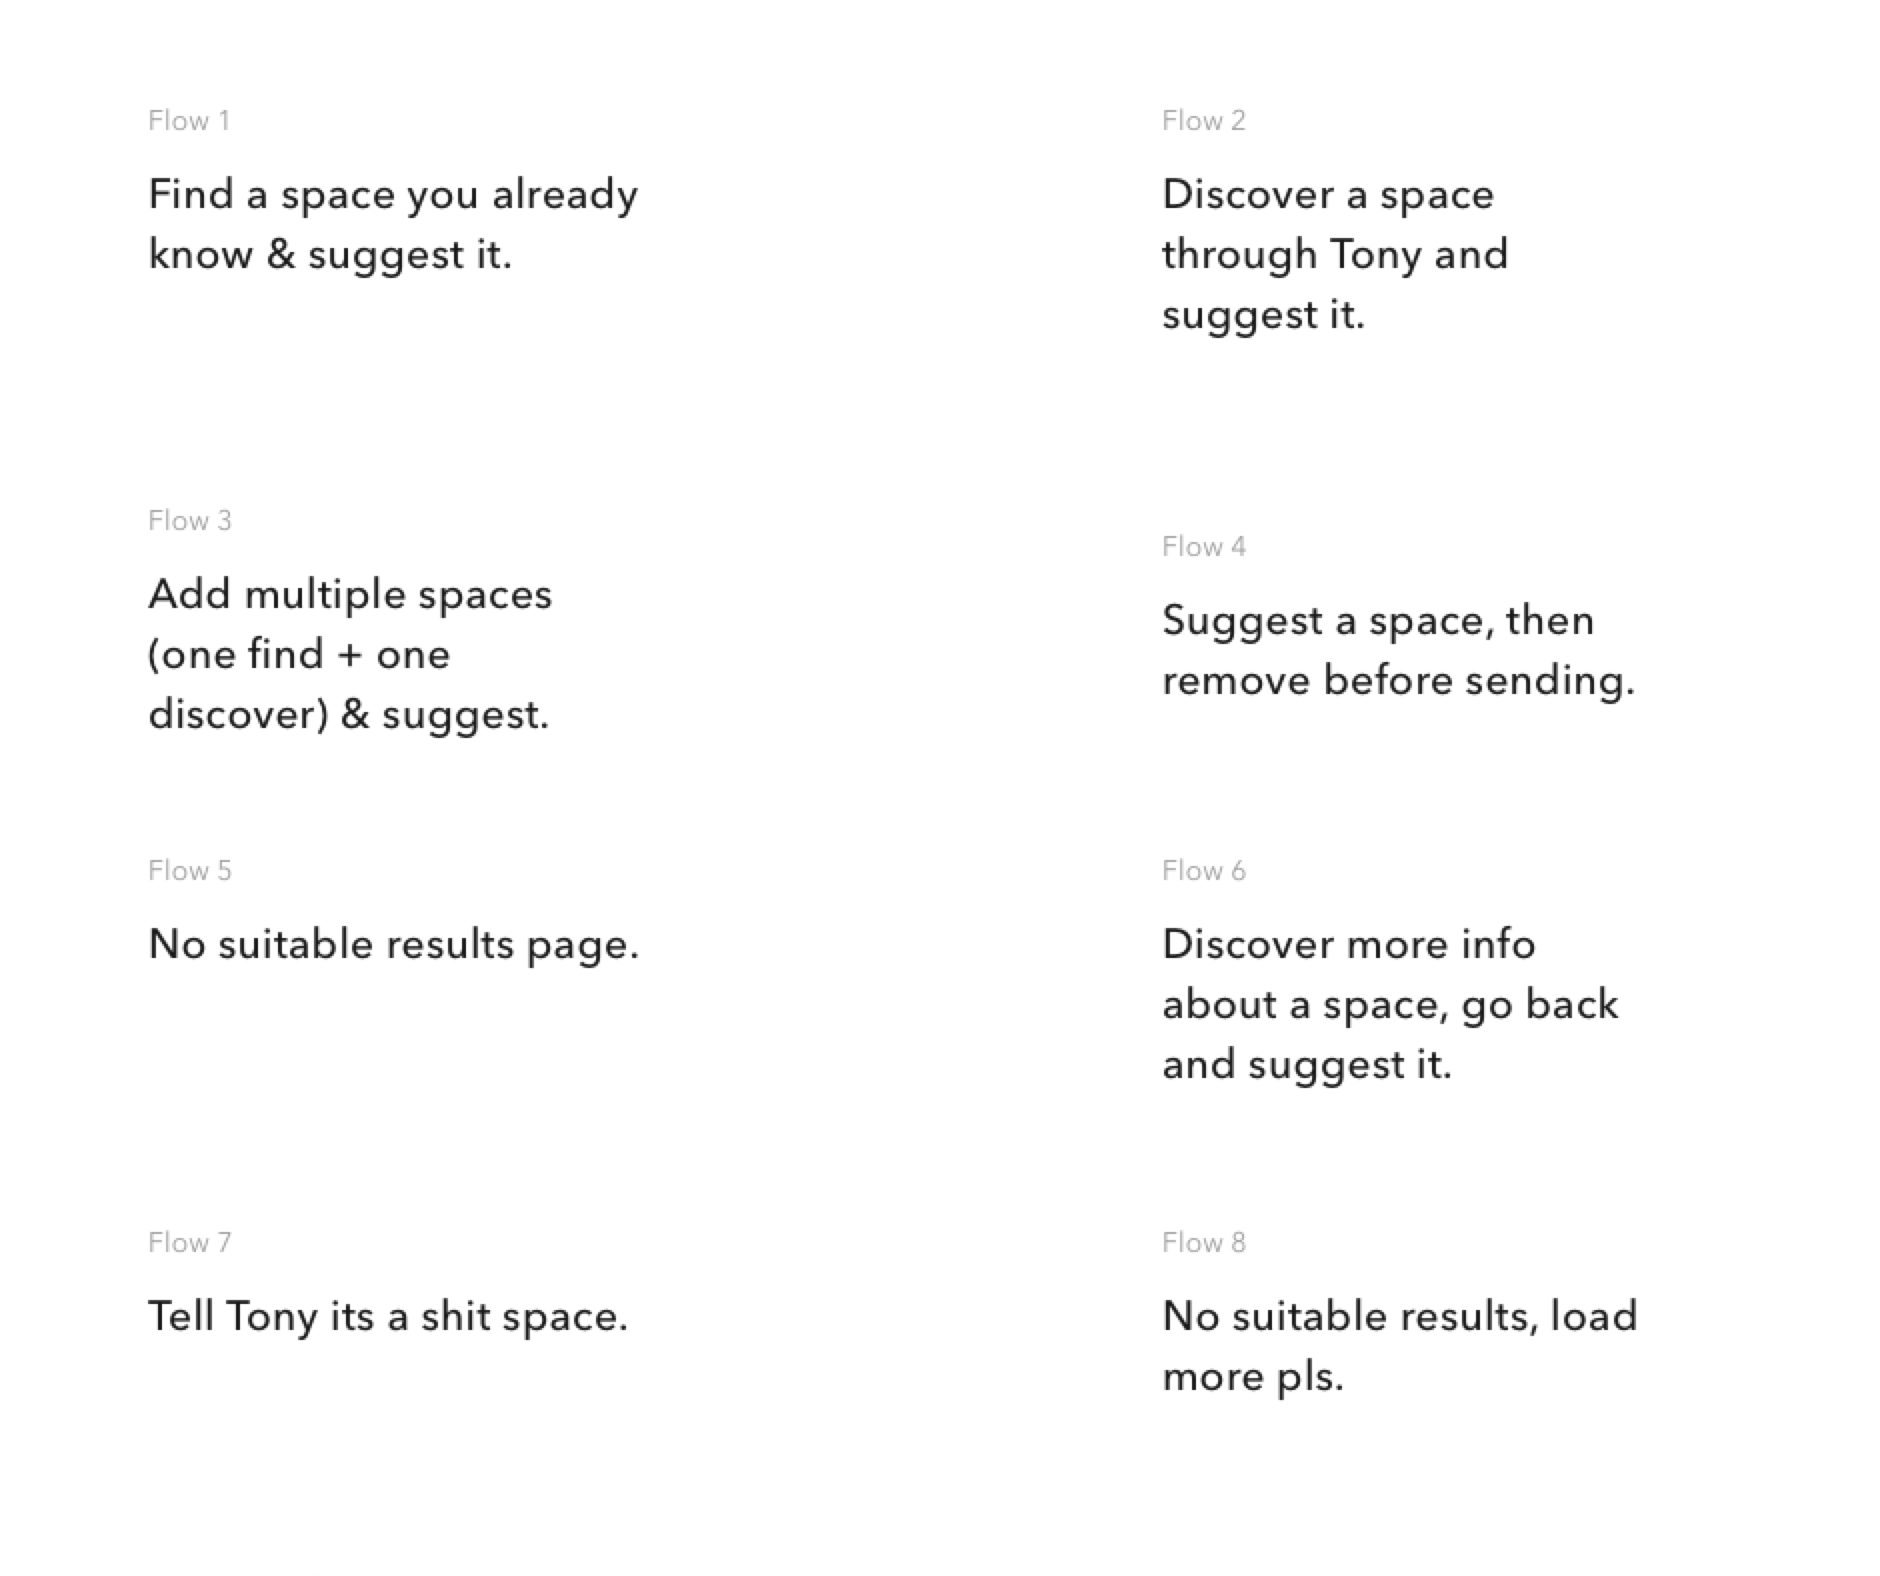 Flow 1
Find a space you already
know & suggest it.
Flow 2
Discover a space
through Tony and
suggest it.
Flow 3
Add multiple spaces
(one find + one
discover) & suggest.
Flow 4
Suggest a space, then
remove before sending.
Flow 5
No suitable results page.
Flow 6
Discover more info
about a space, go back
and suggest it.
Flow 7
Tell Tony its a shit space.
Flow 8
No suitable results, load
more pls.